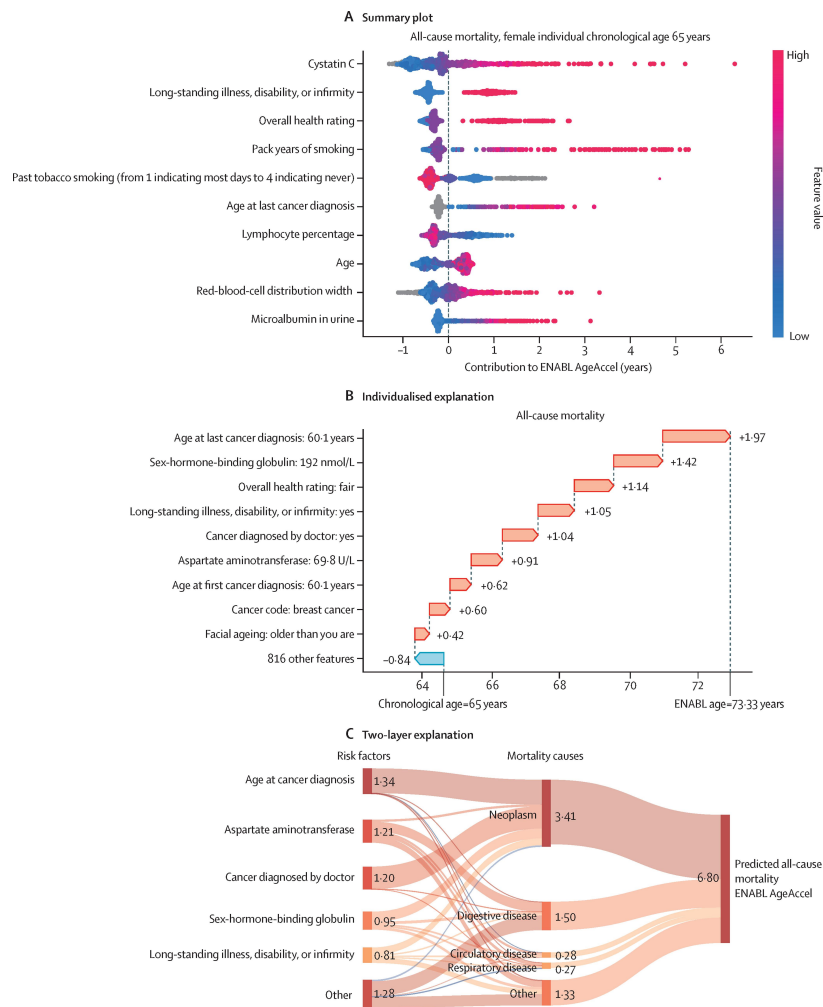 A Summary plot
All-cause mortality, female individual chronological age 65 years
Cystatin C
Long-standing illness, disability, or infirmity
Overall health rating
Pack years of smoking
Past tobacco smoking (from 1 indicating most days to 4 indicating never)
Age at last cancer diagnosis
Lymphocyte percentage
Age
Red-blood-cell distribution width
Microalbumin in urine
–1 0 1 2 3 4 5 6
Contribution to ENABL AgeAccel (years)
High
Feature value
Low
B Individualised explanation
All-cause mortality
Age at last cancer diagnosis: 60·1 years
+1·97
Sex-hormone-binding globulin: 192 nmol/L
+1·42
Overall health rating: fair
+1·14
Long-standing illness, disability, or infirmity: yes
+1·05
Cancer diagnosed by doctor: yes
+1·04
Aspartate aminotransferase: 69·8 U/L
+0·91
Age at first cancer diagnosis: 60·1 years
+0·62
Cancer code: breast cancer
+0·60
Facial ageing: older than you are
+0·42
816 other features
–0·84
64 66 68 70 72
Chronological age=65 years
ENABL age=73·33 years
C Two-layer explanation
Risk factors
Mortality causes
Age at cancer diagnosis
1·34
Aspartate aminotransferase
1·21
Cancer diagnosed by doctor
1·20
Sex-hormone-binding globulin
0·95
Long-standing illness, disability, or infirmity
0·81
Other
1·28
Neoplasm
3·41
Digestive disease
1·50
Circulatory disease
0·28
Respiratory disease
0·27
Other
1·33
6·80
Predicted all-cause
mortality
ENABL AgeAccel